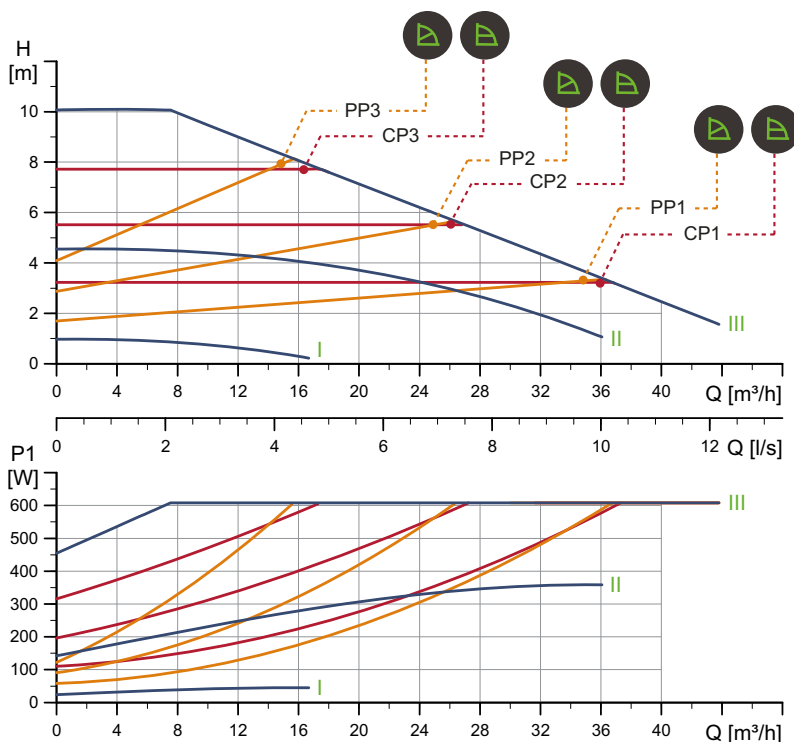 H
[m]
10
8
6
4
2
0
PP3
CP3
PP2
CP2
PP1
CP1
III
II
I
0 4 8 12 16 20 24 28 32 36 40 Q [m³/h]
0 2 4 6 8 10 12 Q [l/s]
P1
[W]
600
500
400
300
200
100
0
III
II
I
0 4 8 12 16 20 24 28 32 36 40 Q [m³/h]